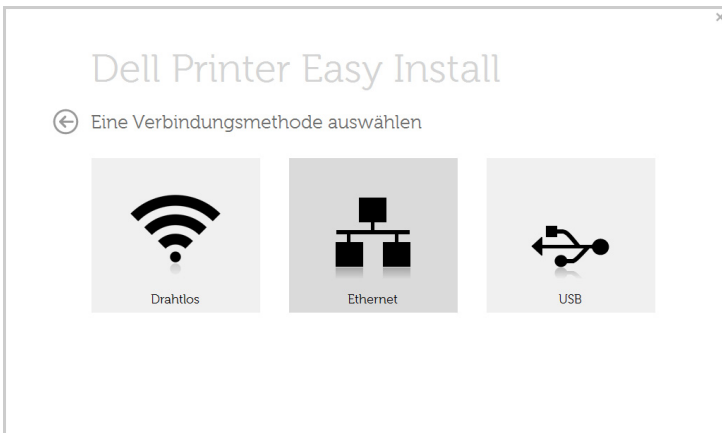 Dell Printer Easy Install
Eine Verbindungsmethode auswählen
Drahtlos
Ethernet
USB